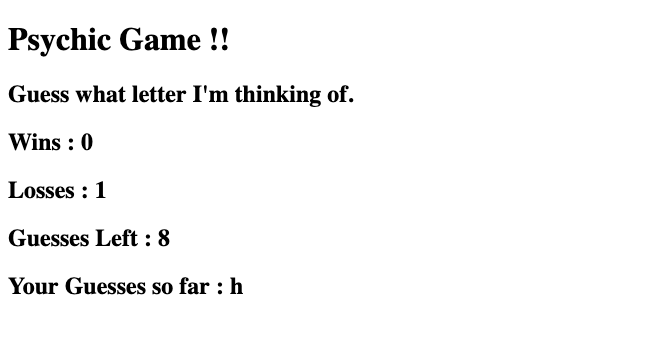 Psychic Game !!
Guess what letter I'm thinking of.
Wins : 0
Losses : 1
Guesses Left : 8
Your Guesses so far : h